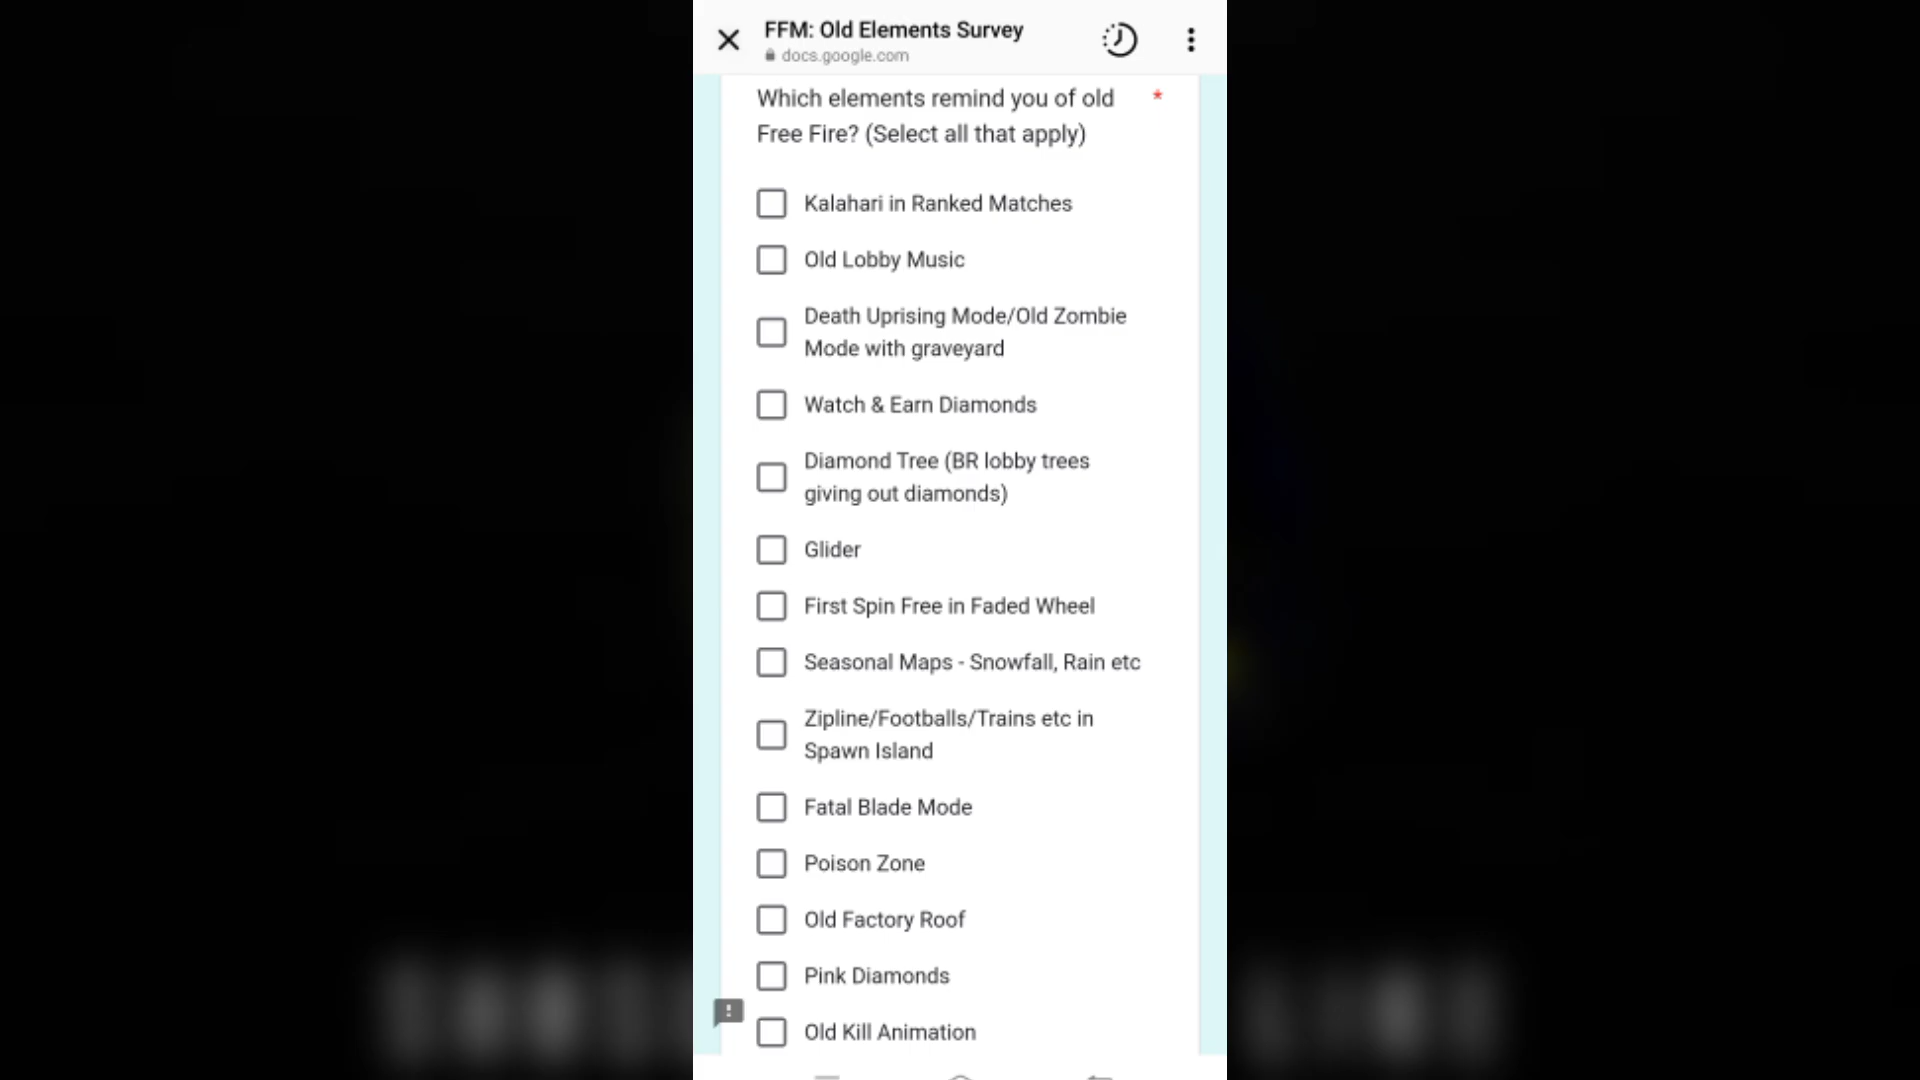 FFM: Old Elements Survey
docs.google.com
Which elements remind you of old *
Free Fire? (Select all that apply)
Kalahari in Ranked Matches
Old Lobby Music
Death Uprising Mode/Old Zombie
Mode with graveyard
Watch & Earn Diamonds
Diamond Tree (BR lobby trees
giving out diamonds)
Glider
First Spin Free in Faded Wheel
Seasonal Maps - Snowfall, Rain etc
Zipline/Footballs/Trains etc in
Spawn Island
Fatal Blade Mode
Poison Zone
Old Factory Roof
Pink Diamonds
Old Kill Animation